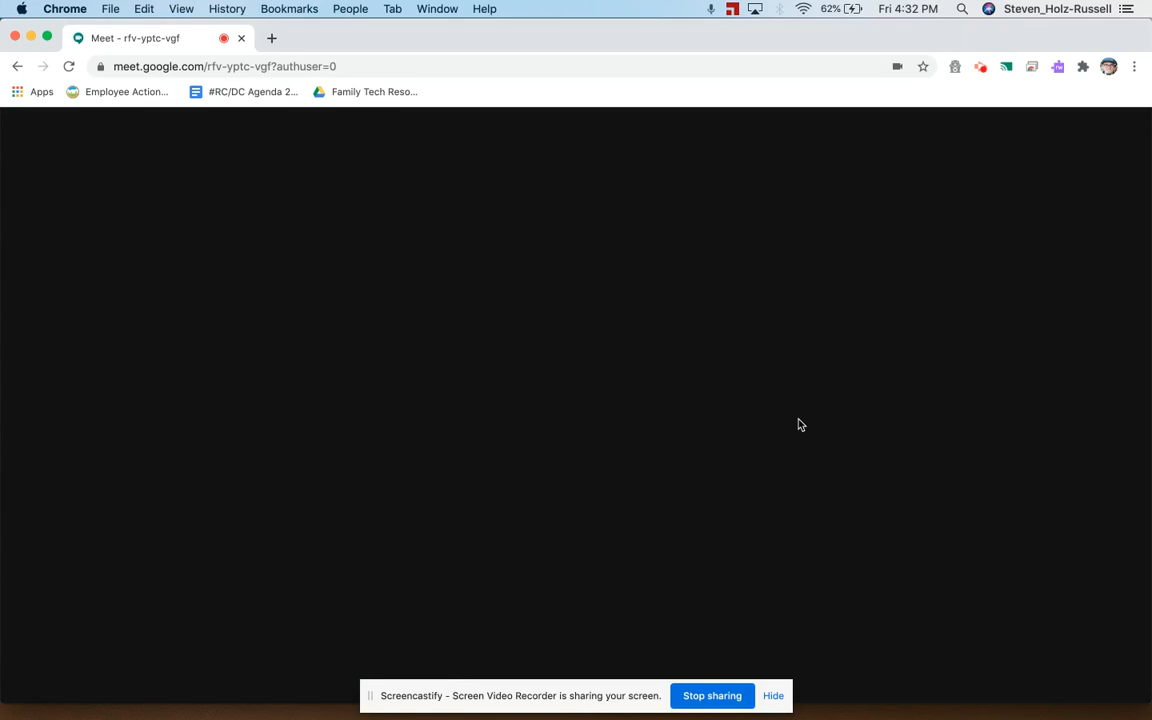 Chrome File Edit View History Bookmarks People Tab Window Help 62% Fri 4:32 PM Steven_Holz-Russell
Meet - rfv-yptc-vgf
meet.google.com/rfv-yptc-vgf?authuser=0
Apps Employee Action... #RC/DC Agenda 2... Family Tech Reso...
Screencastify - Screen Video Recorder is sharing your screen. Stop sharing Hide